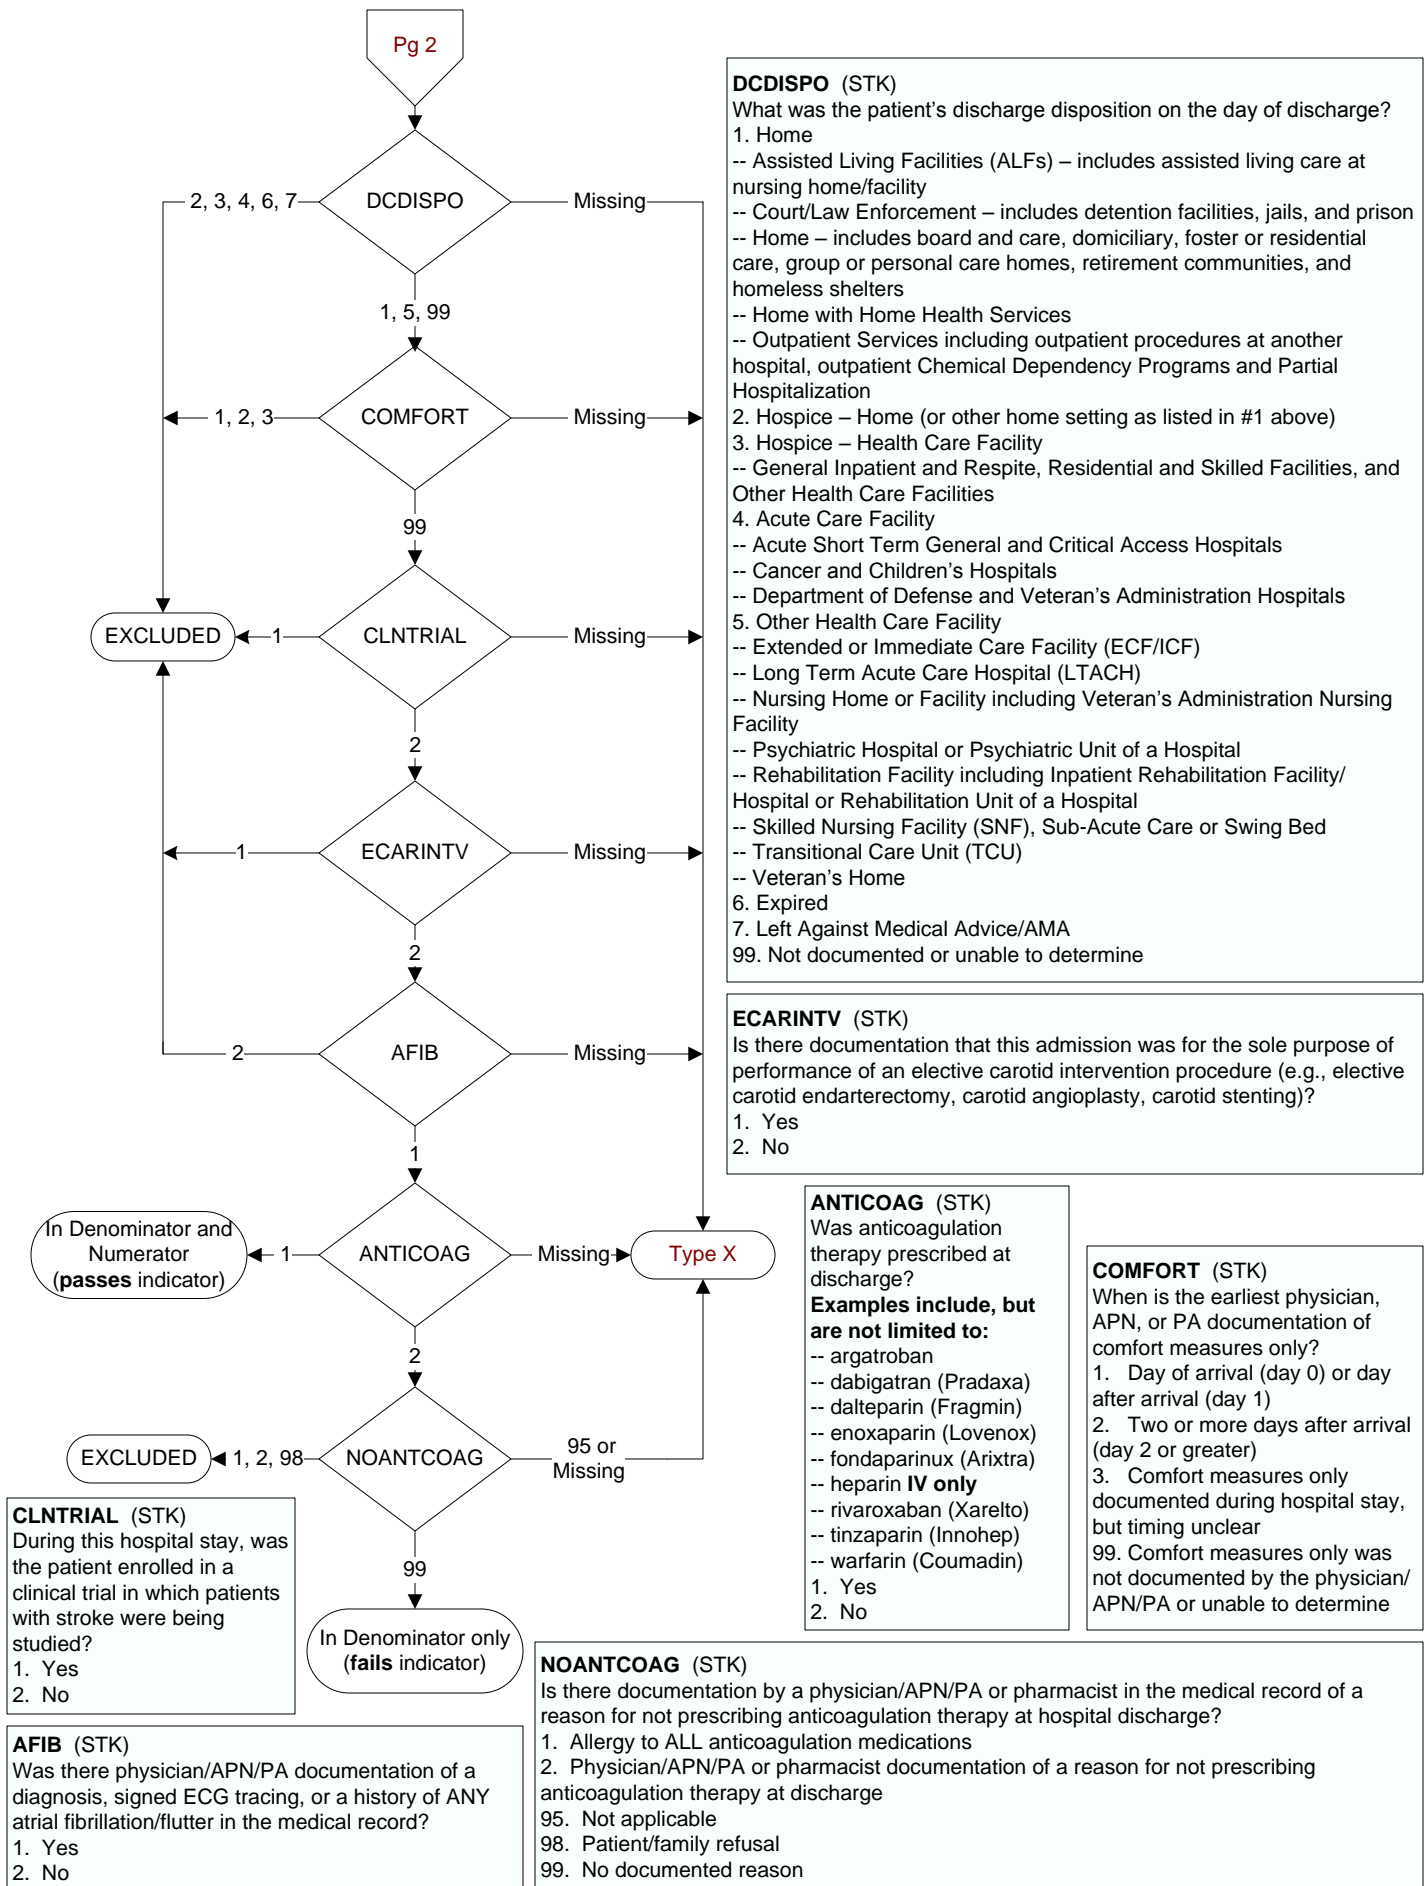 Pg 2
DCDISPO
2, 3, 4, 6, 7
Missing
1, 5, 99
COMFORT
1, 2, 3
Missing
99
CLNTRIAL
EXCLUDED
1
Missing
2
ECARINTV
1
Missing
2
AFIB
2
Missing
1
ANTICOAG
In Denominator and
Numerator
(passes indicator)
1
Missing
Type X
2
NOANTCOAG
EXCLUDED
1, 2, 98
95 or
Missing
99
In Denominator only
(fails indicator)
DCDISPO (STK)
What was the patient’s discharge disposition on the day of discharge?
1. Home
-- Assisted Living Facilities (ALFs) – includes assisted living care at
nursing home/facility
-- Court/Law Enforcement – includes detention facilities, jails, and prison
-- Home – includes board and care, domiciliary, foster or residential
care, group or personal care homes, retirement communities, and
homeless shelters
-- Home with Home Health Services
-- Outpatient Services including outpatient procedures at another
hospital, outpatient Chemical Dependency Programs and Partial
Hospitalization
2. Hospice – Home (or other home setting as listed in #1 above)
3. Hospice – Health Care Facility
-- General Inpatient and Respite, Residential and Skilled Facilities, and
Other Health Care Facilities
4. Acute Care Facility
-- Acute Short Term General and Critical Access Hospitals
-- Cancer and Children’s Hospitals
-- Department of Defense and Veteran’s Administration Hospitals
5. Other Health Care Facility
-- Extended or Immediate Care Facility (ECF/ICF)
-- Long Term Acute Care Hospital (LTACH)
-- Nursing Home or Facility including Veteran’s Administration Nursing
Facility
-- Psychiatric Hospital or Psychiatric Unit of a Hospital
-- Rehabilitation Facility including Inpatient Rehabilitation Facility/
Hospital or Rehabilitation Unit of a Hospital
-- Skilled Nursing Facility (SNF), Sub-Acute Care or Swing Bed
-- Transitional Care Unit (TCU)
-- Veteran’s Home
6. Expired
7. Left Against Medical Advice/AMA
99. Not documented or unable to determine
ECARINTV (STK)
Is there documentation that this admission was for the sole purpose of
performance of an elective carotid intervention procedure (e.g., elective
carotid endarterectomy, carotid angioplasty, carotid stenting)?
1. Yes
2. No
ANTICOAG (STK)
Was anticoagulation
therapy prescribed at
discharge?
Examples include, but
are not limited to:
-- argatroban
-- dabigatran (Pradaxa)
-- dalteparin (Fragmin)
-- enoxaparin (Lovenox)
-- fondaparinux (Arixtra)
-- heparin IV only
-- rivaroxaban (Xarelto)
-- tinzaparin (Innohep)
-- warfarin (Coumadin)
1. Yes
2. No
COMFORT (STK)
When is the earliest physician,
APN, or PA documentation of
comfort measures only?
1. Day of arrival (day 0) or day
after arrival (day 1)
2. Two or more days after arrival
(day 2 or greater)
3. Comfort measures only
documented during hospital stay,
but timing unclear
99. Comfort measures only was
not documented by the physician/
APN/PA or unable to determine
CLNTRIAL (STK)
During this hospital stay, was
the patient enrolled in a
clinical trial in which patients
with stroke were being
studied?
1. Yes
2. No
NOANTCOAG (STK)
Is there documentation by a physician/APN/PA or pharmacist in the medical record of a
reason for not prescribing anticoagulation therapy at hospital discharge?
1. Allergy to ALL anticoagulation medications
2. Physician/APN/PA or pharmacist documentation of a reason for not prescribing
anticoagulation therapy at discharge
95. Not applicable
98. Patient/family refusal
99. No documented reason
AFIB (STK)
Was there physician/APN/PA documentation of a
diagnosis, signed ECG tracing, or a history of ANY
atrial fibrillation/flutter in the medical record?
1. Yes
2. No